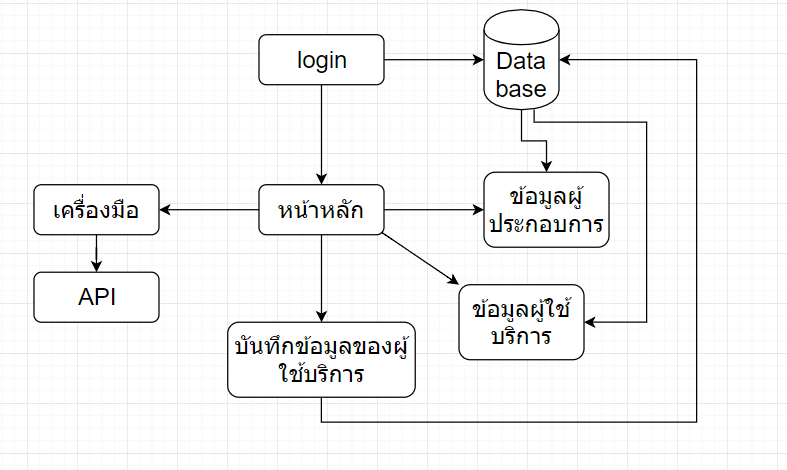 login
Data
base
เครื่องมือ
หน้าหลัก
ข้อมูลผู้
ประกอบการ
API
ข้อมูลผู้ใช้
บริการ
บันทึกข้อมูลของผู้
ใช้บริการ